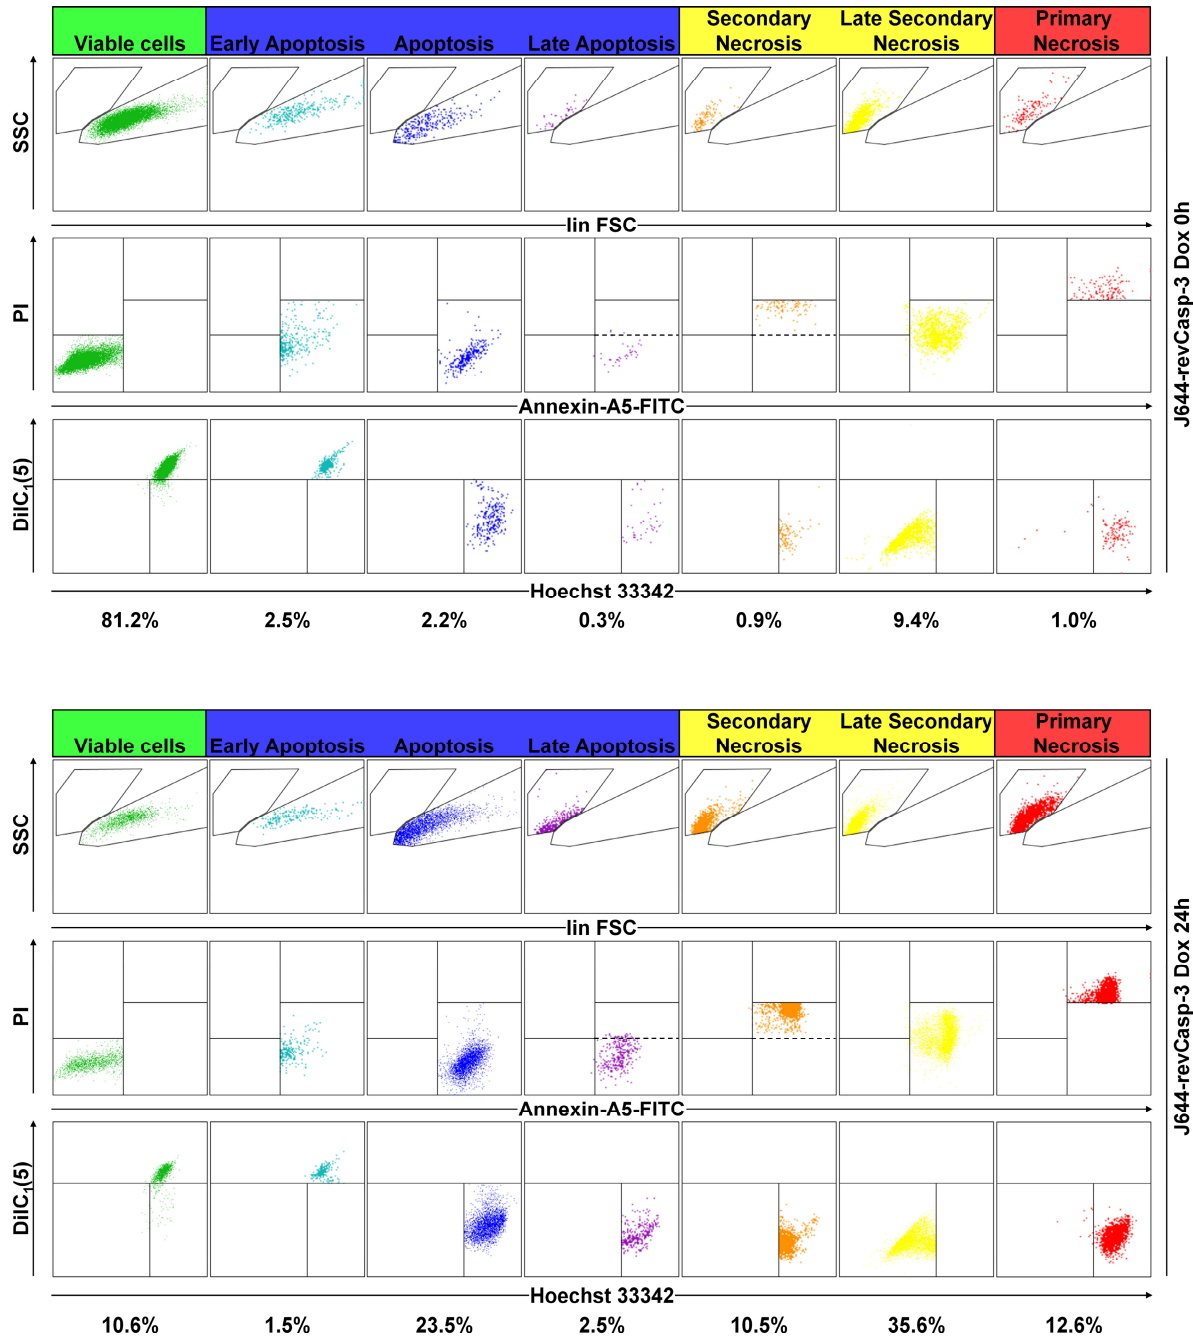 Viable cells Early Apoptosis Apoptosis Late Apoptosis Secondary Necrosis Late Secondary Necrosis Primary Necrosis
SSC
lin FSC
PI
Annexin-A5-FITC
DilC1(5)
Hoechst 33342
81.2% 2.5% 2.2% 0.3% 0.9% 9.4% 1.0%
J644-revCasp-3 Dox 0h
Viable cells Early Apoptosis Apoptosis Late Apoptosis Secondary Necrosis Late Secondary Necrosis Primary Necrosis
SSC
lin FSC
PI
Annexin-A5-FITC
DilC1(5)
Hoechst 33342
10.6% 1.5% 23.5% 2.5% 10.5% 35.6% 12.6%
J644-revCasp-3 Dox 24h